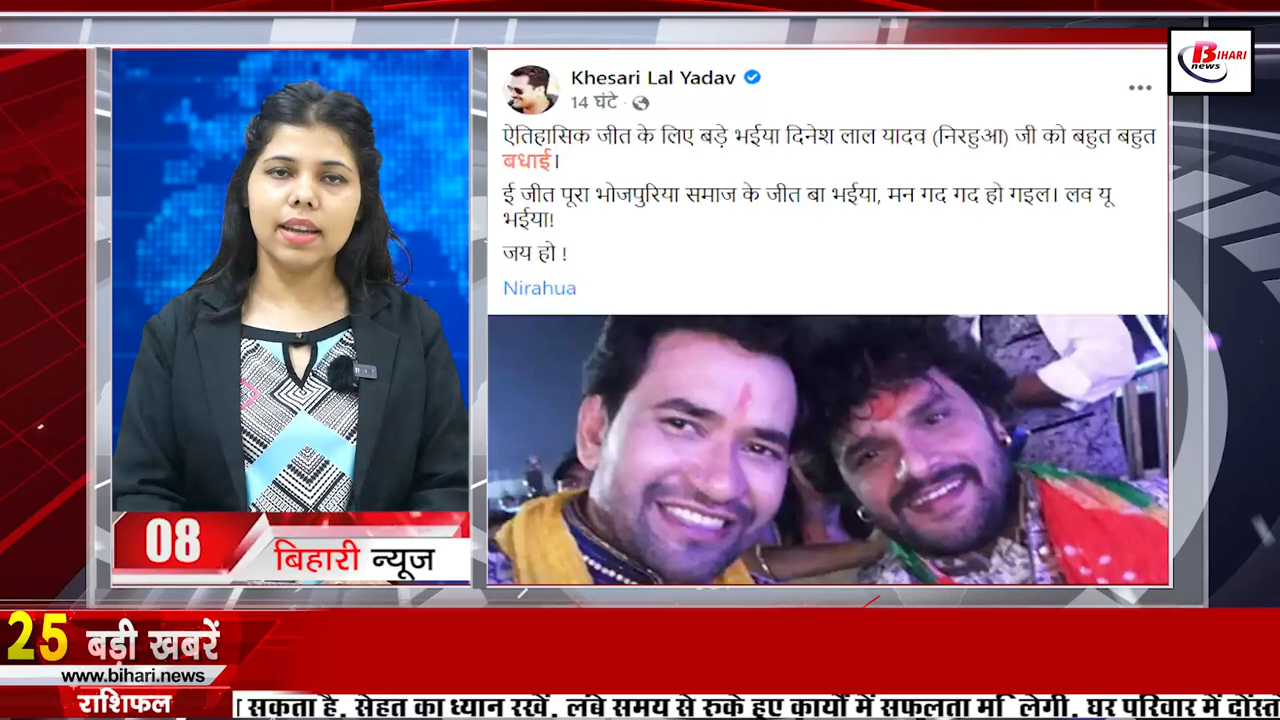 BIHARI
news
Khesari Lal Yadav
14 घंटे ·
ऐतिहासिक जीत के लिए बड़े भईया दिनेश लाल यादव (निरहुआ) जी को बहुत बहुत
बधाई।
ई जीत पूरा भोजपुरिया समाज के जीत बा भईया, मन गद गद हो गइल। लव यू
भईया!
जय हो !
Nirahua
08
बिहारी न्यूज
25 बड़ी खबरें
www.bihari.news
राशिफल
सकता है. सेहत का ध्यान रखें. लंबे समय से रुके हुए कार्यों में सफलता मिलेगी. घर परिवार में